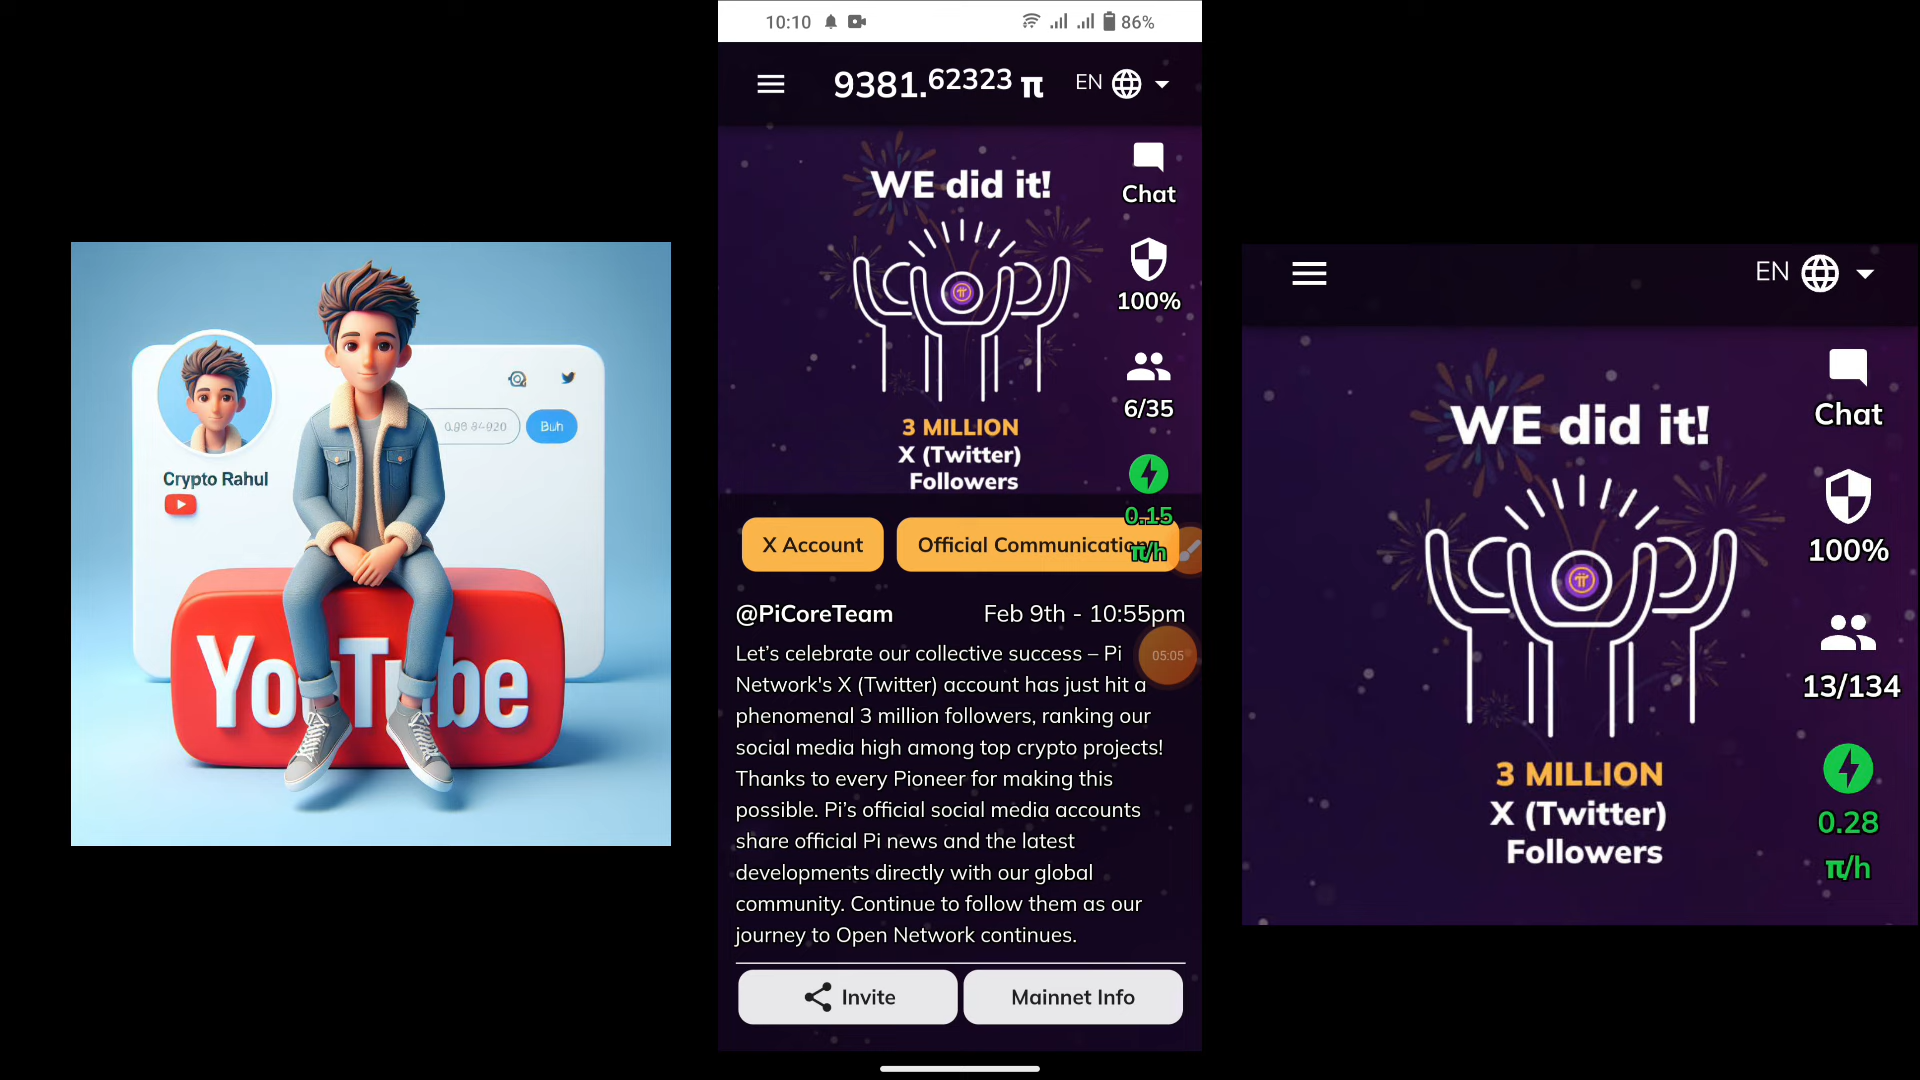 Crypto Rahul
YouTube
10:10
86%
9381.62323 π
EN
WE did it!
3 MILLION
X (Twitter)
Followers
Chat
100%
6/35
0.15
π/h
X Account
Official Communication
@PiCoreTeam
Feb 9th - 10:55pm
05:05
Let’s celebrate our collective success – Pi
Network's X (Twitter) account has just hit a
phenomenal 3 million followers, ranking our
social media high among top crypto projects!
Thanks to every Pioneer for making this
possible. Pi’s official social media accounts
share official Pi news and the latest
developments directly with our global
community. Continue to follow them as our
journey to Open Network continues.
Invite
Mainnet Info
EN
WE did it!
3 MILLION
X (Twitter)
Followers
Chat
100%
13/134
0.28
π/h